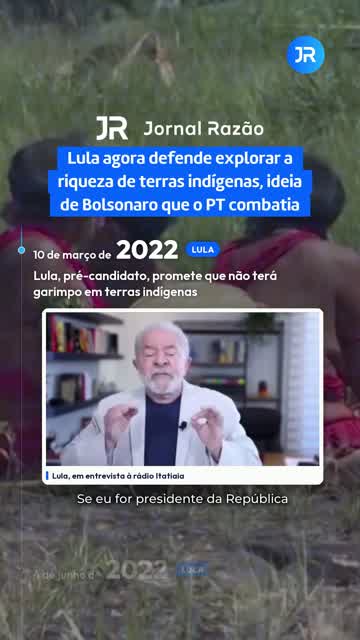 JR
JR Jornal Razão
Lula agora defende explorar a
riqueza de terras indígenas, ideia
de Bolsonaro que o PT combatia
10 de março de 2022 LULA
Lula, pré-candidato, promete que não terá
garimpo em terras indígenas
Lula, em entrevista à rádio Itatiaia
Se eu for presidente da República
de junho de 2022 LULA